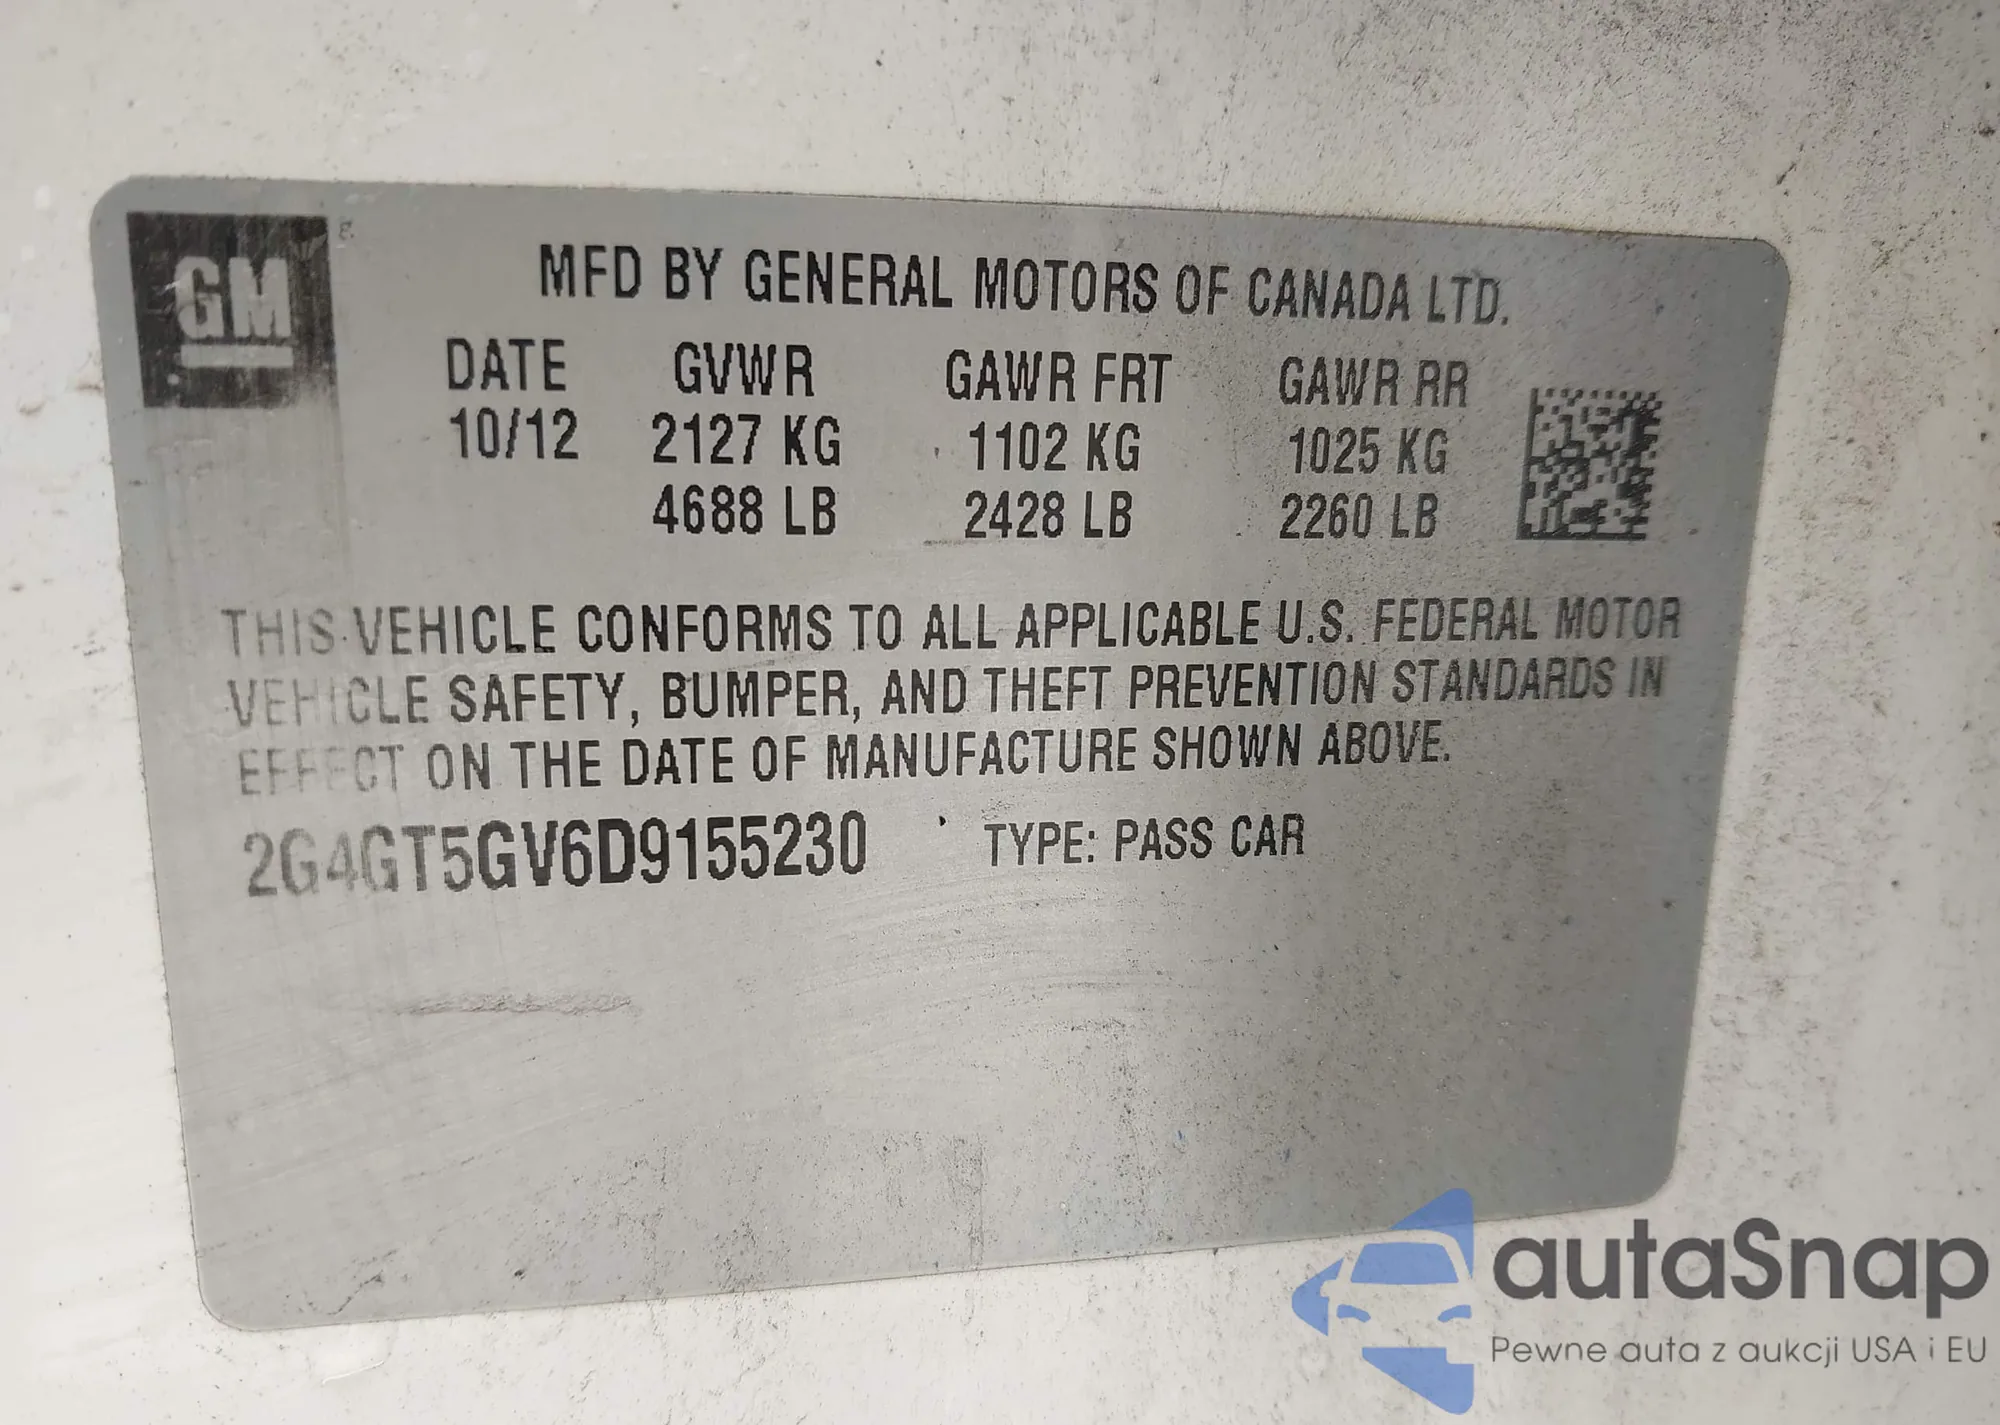 GM
MFD BY GENERAL MOTORS OF CANADA LTD.
DATE GVWR GAWR FRT GAWR RR
10/12 2127 KG 1102 KG 1025 KG
4688 LB 2428 LB 2260 LB
THIS VEHICLE CONFORMS TO ALL APPLICABLE U.S. FEDERAL MOTOR
VEHICLE SAFETY, BUMPER, AND THEFT PREVENTION STANDARDS IN
EFFECT ON THE DATE OF MANUFACTURE SHOWN ABOVE.
2G4GT5GV6D9155230 TYPE: PASS CAR
autaSnap
Pewne auta z aukcji USA i EU